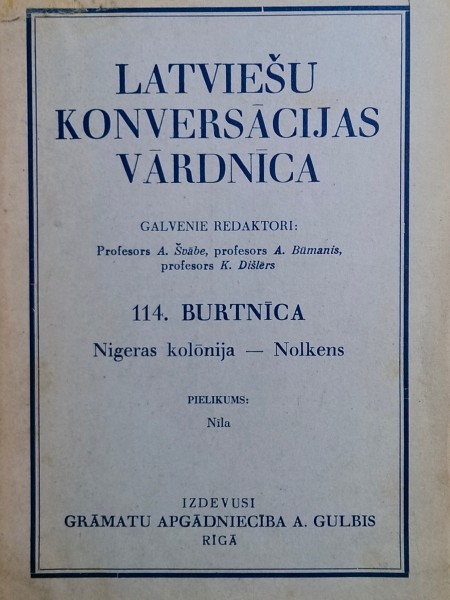 LATVIEŠU
KONVERSĀCIJAS
VĀRDNĪCA
GALVENIE REDAKTORI:
Profesors A. Švābe, profesors A. Būmanis,
profesors K. Dišlērs
114. BURTNĪCA
Nigeras kolōnija — Nolkens
PIELIKUMS:
Nīla
IZDEVUSI
GRĀMATU APGĀDNIECĪBA A. GULBIS
RĪGĀ